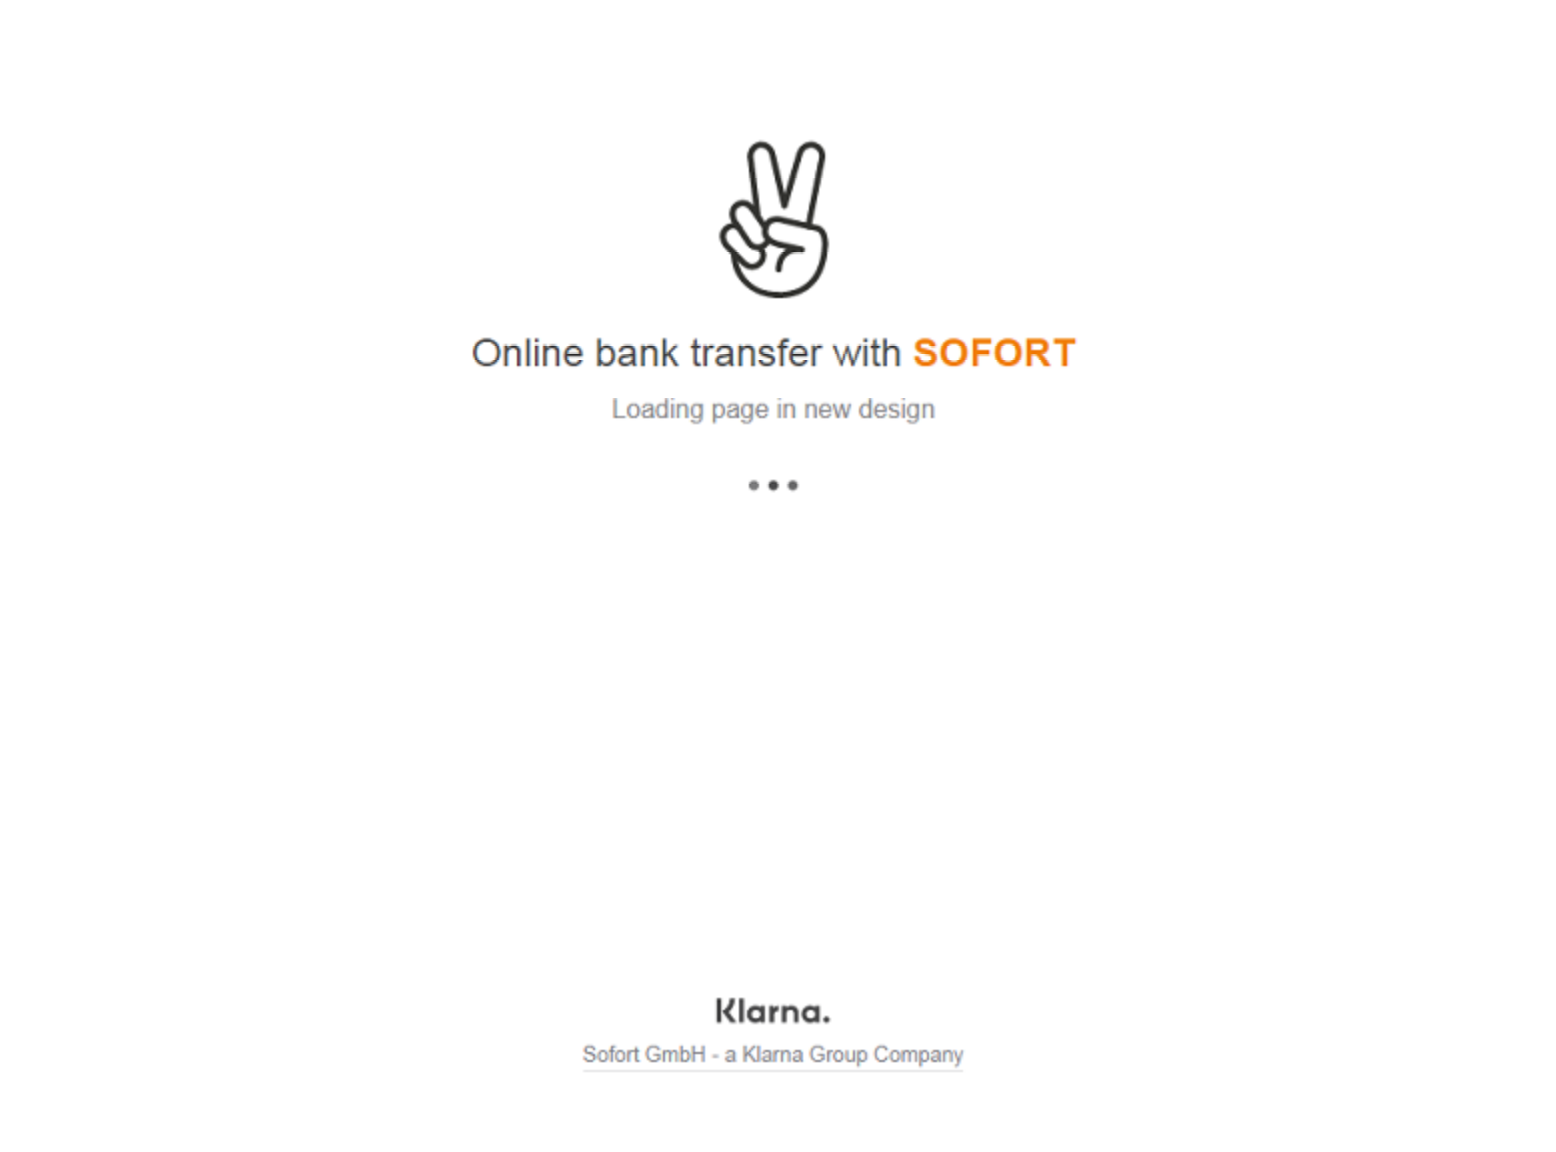 Online bank transfer with SOFORT
Loading page in new design
Klarna.
Sofort GmbH - a Klarna Group Company